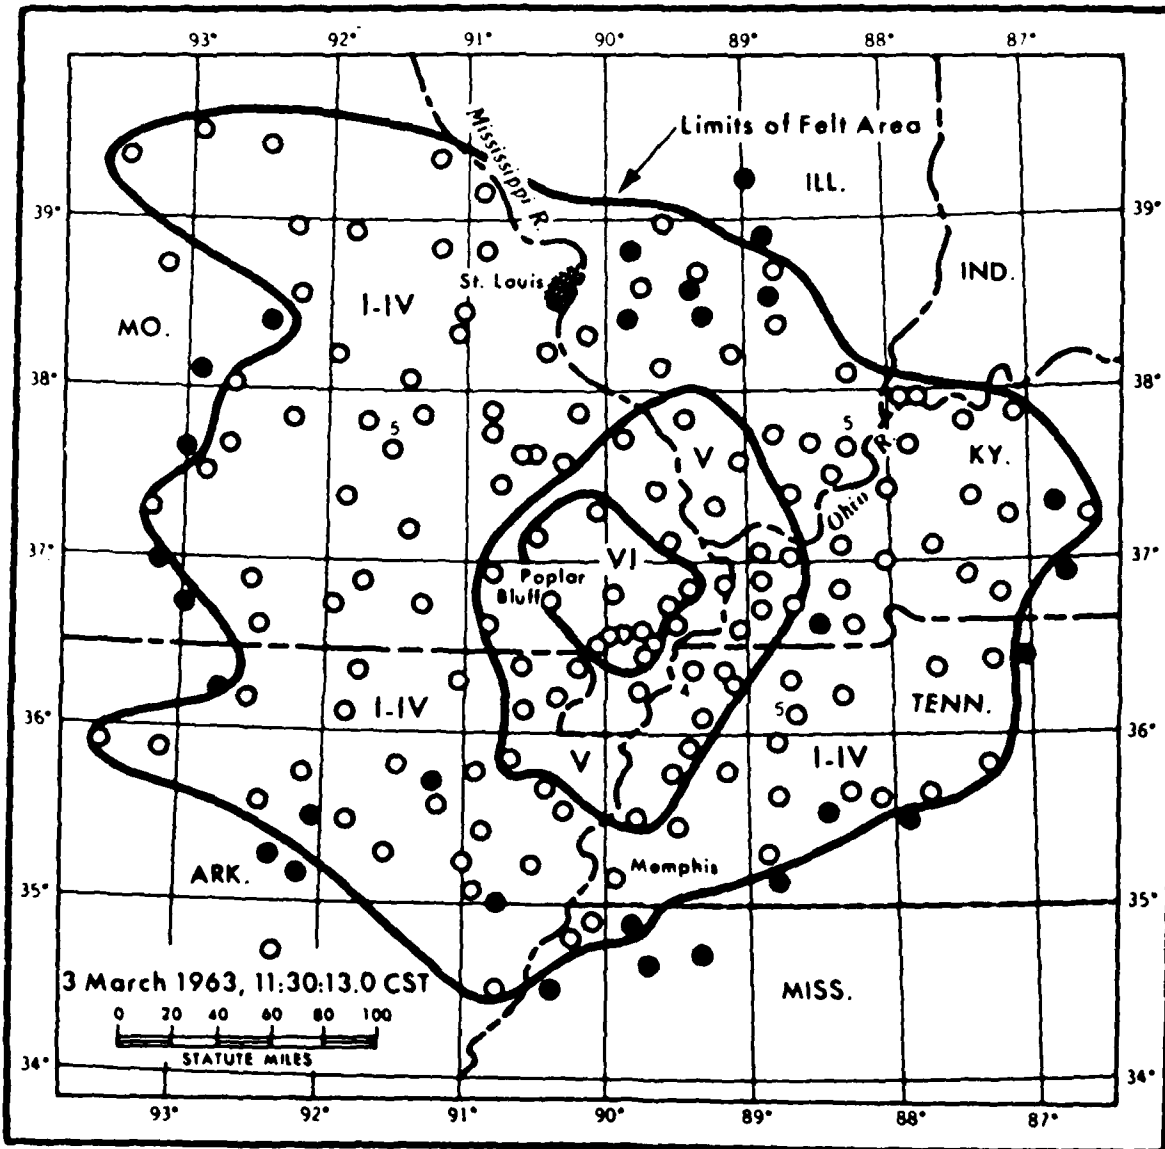 93° 92° 91° 90° 89° 88° 87°
Mississippi R.
Limits of Felt Area
ILL.
39° 39°
IND.
St. Louis
I-IV
MO.
38° 38°
5 5
V
KY.
Ohio R.
37° 37°
VI
Poplar
Bluff
I-IV
TENN.
5
36° 36°
V
I-IV
Memphis
ARK.
35° 35°
3 March 1963, 11:30:13.0 CST
MISS.
0 20 40 60 80 100
STATUTE MILES
34° 34°
93° 92° 91° 90° 89° 88° 87°